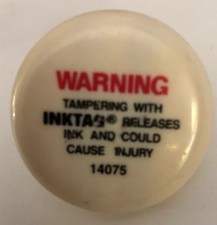 WARNING
TAMPERING WITH
INKTAG® RELEASES
INK AND COULD
CAUSE INJURY
14075